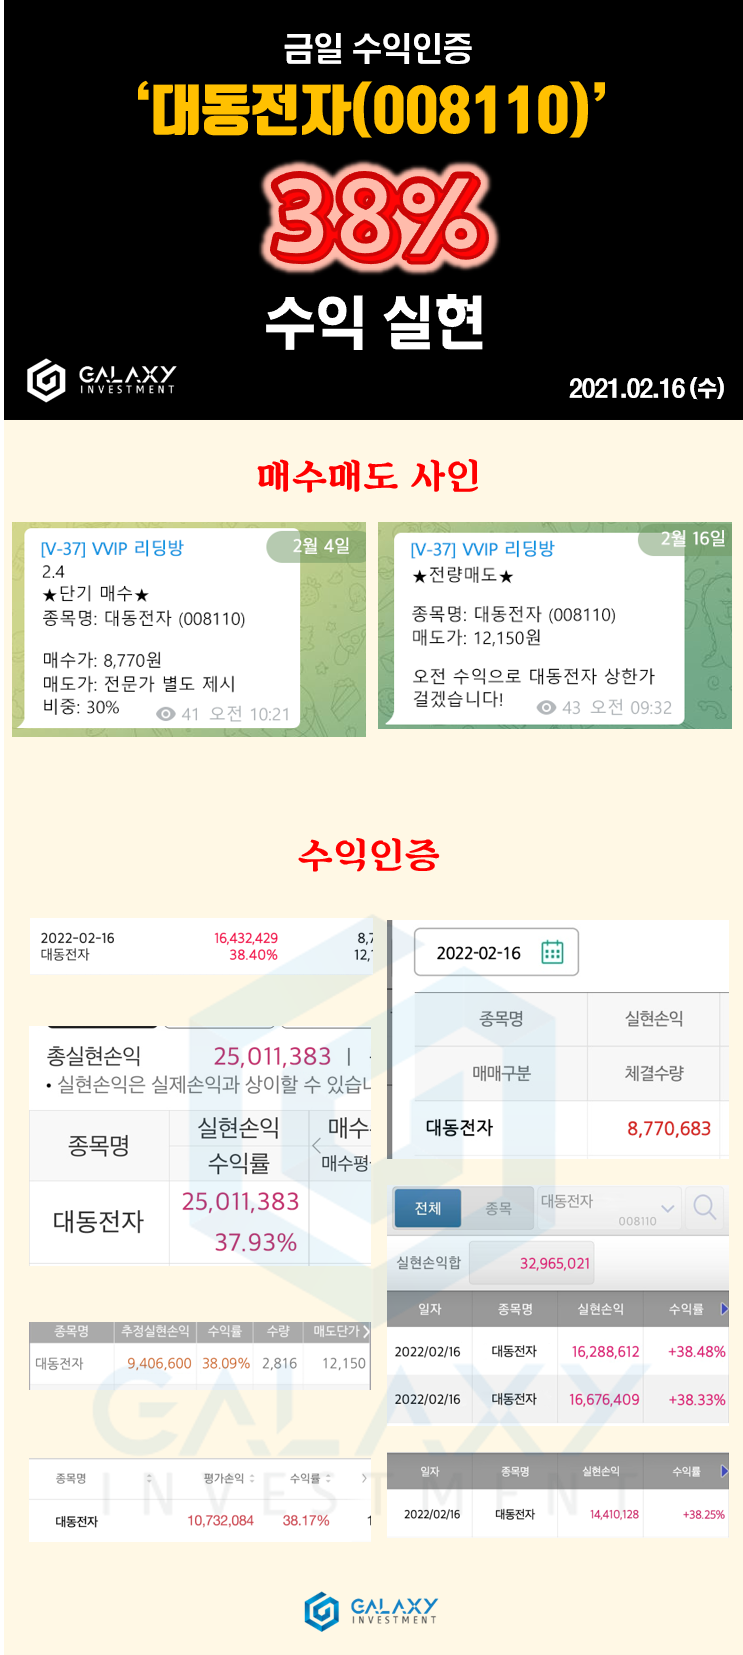 금일 수익인증
‘대동전자(008110)’
38%
수익 실현
GALAXY
INVESTMENT
2021.02.16 (수)
매수매도 사인
[V-37] VVIP 리딩방
2월 4일
2.4
★단기 매수★
종목명: 대동전자 (008110)
매수가: 8,770원
매도가: 전문가 별도 제시
비중: 30%
41 오전 10:21
[V-37] VVIP 리딩방
2월 16일
★전량매도★
종목명: 대동전자 (008110)
매도가: 12,150원
오전 수익으로 대동전자 상한가
걸겠습니다!
43 오전 09:32
수익인증
2022-02-16 16,432,429 8,7
대동전자 38.40% 12,
총실현손익 25,011,383 |
• 실현손익은 실제손익과 상이할 수 있습니
종목명
실현손익 매수
수익률 매수평
대동전자
25,011,383
37.93%
종목명 추정실현손익 수익률 수량 매도단가
대동전자 9,406,600 38.09% 2,816 12,150
종목명 평가손익 수익률
대동전자 10,732,084 38.17% 1
2022-02-16
종목명 실현손익
매매구분 체결수량
대동전자 8,770,683
전체 종목 대동전자
008110
실현손익합 32,965,021
일자 종목명 실현손익 수익률
2022/02/16 대동전자 16,288,612 +38.48%
2022/02/16 대동전자 16,676,409 +38.33%
일자 종목명 실현손익 수익률
2022/02/16 대동전자 14,410,128 +38.25%
GALAXY
INVESTMENT
GALAXY
INVESTMENT